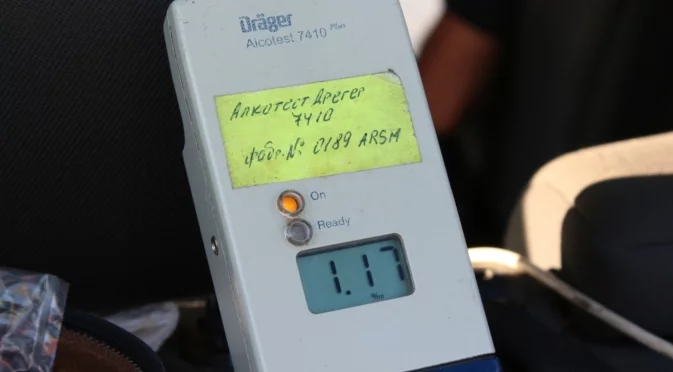 Dräger
Alcotest 7410 Plus
Алкотест Дрегер
7410
фабр. № 0189 ARSM
On
Ready
1.17
‰